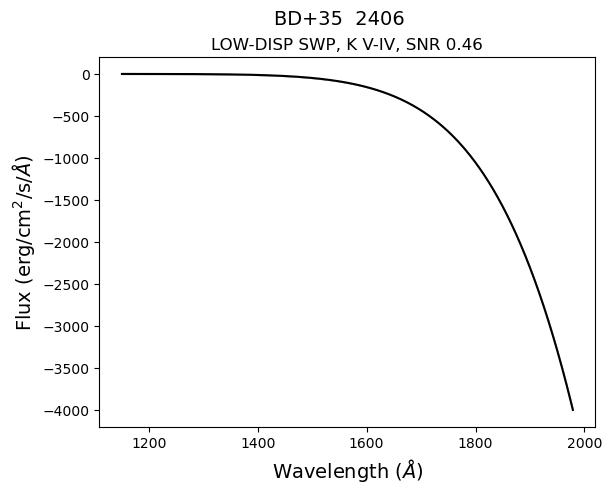 BD+35  2406
LOW-DISP SWP, K V-IV, SNR 0.46
0
−500
−1000
−1500
−2000
−2500
−3000
−3500
−4000
Flux (erg/cm²/s/Å)
1200 1400 1600 1800 2000
Wavelength (Å)